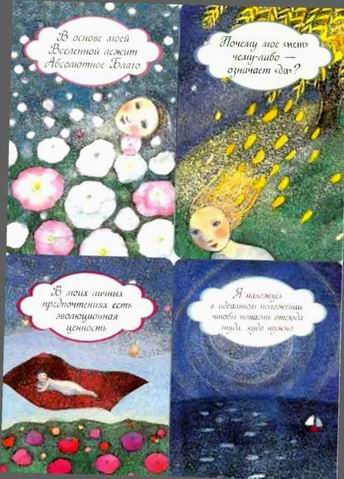 В основе моей
Вселенной лежит
Абсолютное Благо
Почему мое «нет»
чему-либо —
означает «да»?
В моих личных
предпочтениях есть
эволюционная
ценность
Я нахожусь
в идеальном положении,
чтобы попасть отсюда
туда, куда нужно